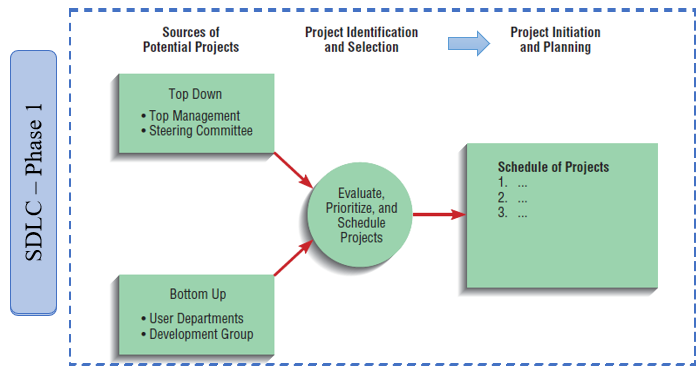 SDLC – Phase 1
Sources of
Potential Projects
Project Identification
and Selection
Project Initiation
and Planning
Top Down
• Top Management
• Steering Committee
Evaluate,
Prioritize, and
Schedule
Projects
Schedule of Projects
1. ...
2. ...
3. ...
Bottom Up
• User Departments
• Development Group